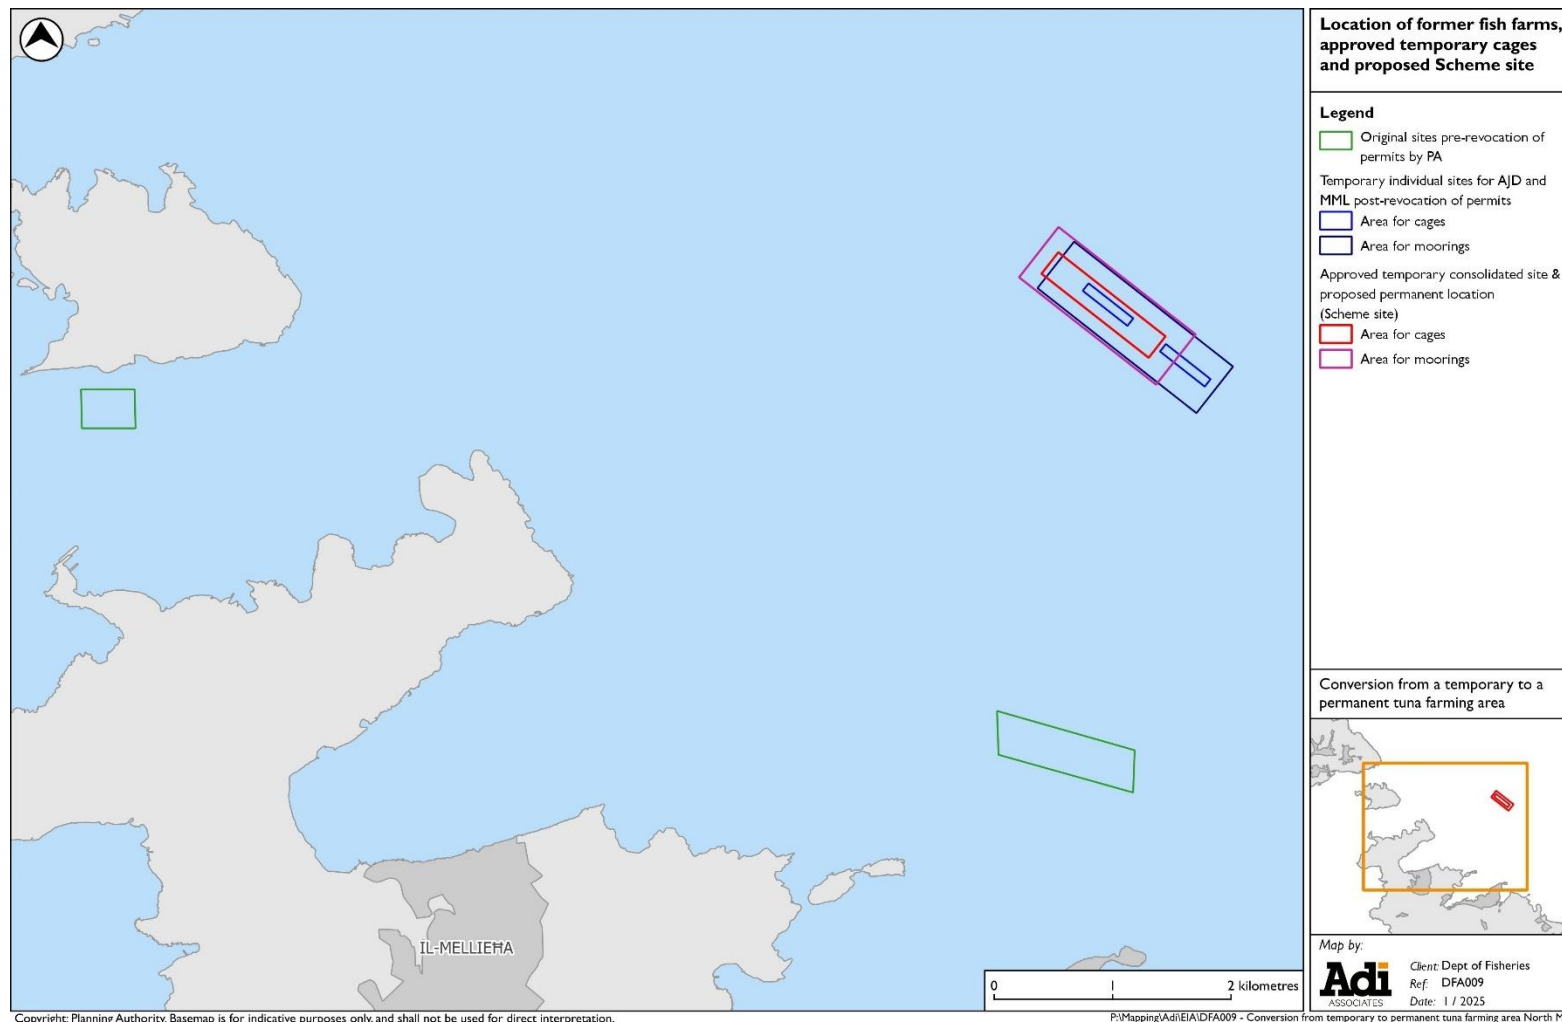 Location of former fish farms,
approved temporary cages
and proposed Scheme site
Legend
Original sites pre-revocation of
permits by PA
Temporary individual sites for AJD and
MML post-revocation of permits
Area for cages
Area for moorings
Approved temporary consolidated site &
proposed permanent location
(Scheme site)
Area for cages
Area for moorings
IL-MELLIEĦA
0 1 2 kilometres
Conversion from a temporary to a
permanent tuna farming area
Map by:
Adi
ASSOCIATES
Client: Dept of Fisheries
Ref: DFA009
Date: 1 / 2025
Copyright: Planning Authority. Basemap is for indicative purposes only, and shall not be used for direct interpretation.
P:\Mapping\Adi\EIA\DFA009 - Conversion from temporary to permanent tuna farming area North M